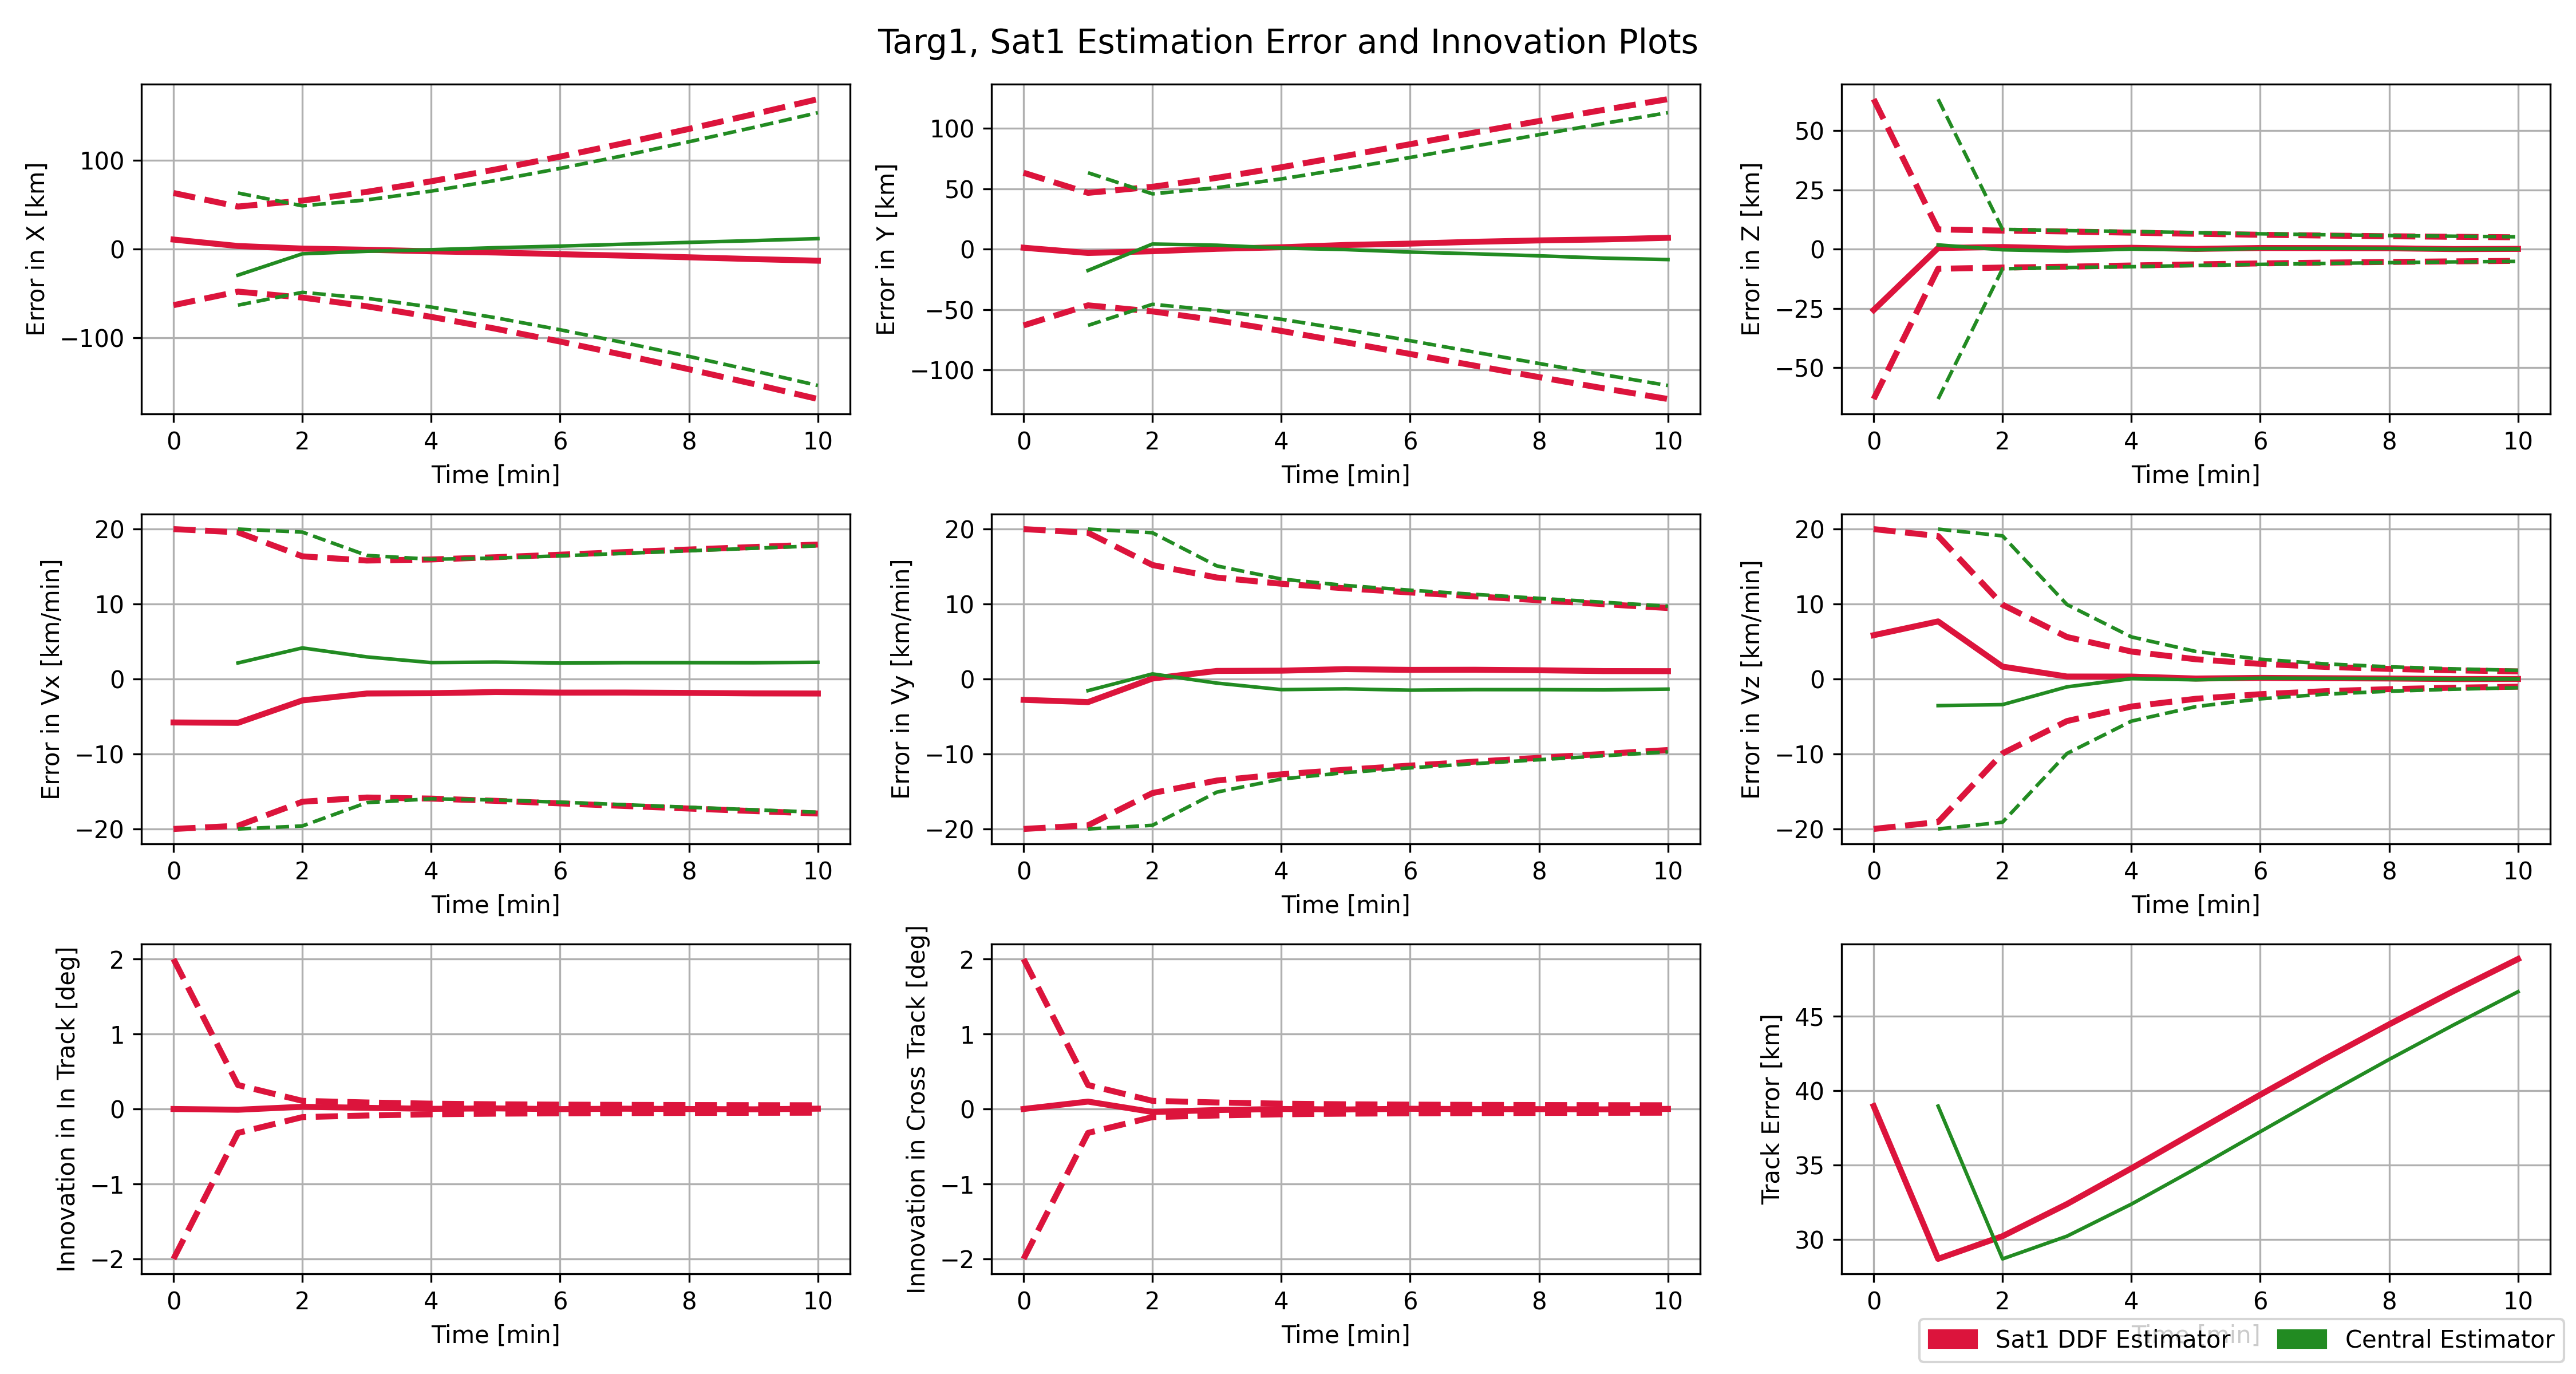 Targ1, Sat1 Estimation Error and Innovation Plots
Error in X [km]
100
0
−100
0 2 4 6 8 10
Time [min]
Error in Y [km]
100
50
0
−50
−100
0 2 4 6 8 10
Time [min]
Error in Z [km]
50
25
0
−25
−50
0 2 4 6 8 10
Time [min]
Error in Vx [km/min]
20
10
0
−10
−20
0 2 4 6 8 10
Time [min]
Error in Vy [km/min]
20
10
0
−10
−20
0 2 4 6 8 10
Time [min]
Error in Vz [km/min]
20
10
0
−10
−20
0 2 4 6 8 10
Time [min]
Innovation in In Track [deg]
2
1
0
−1
−2
0 2 4 6 8 10
Time [min]
Innovation in Cross Track [deg]
2
1
0
−1
−2
0 2 4 6 8 10
Time [min]
Track Error [km]
45
40
35
30
0 2 4 6 8 10
Time [min]
Sat1 DDF Estimator
Central Estimator